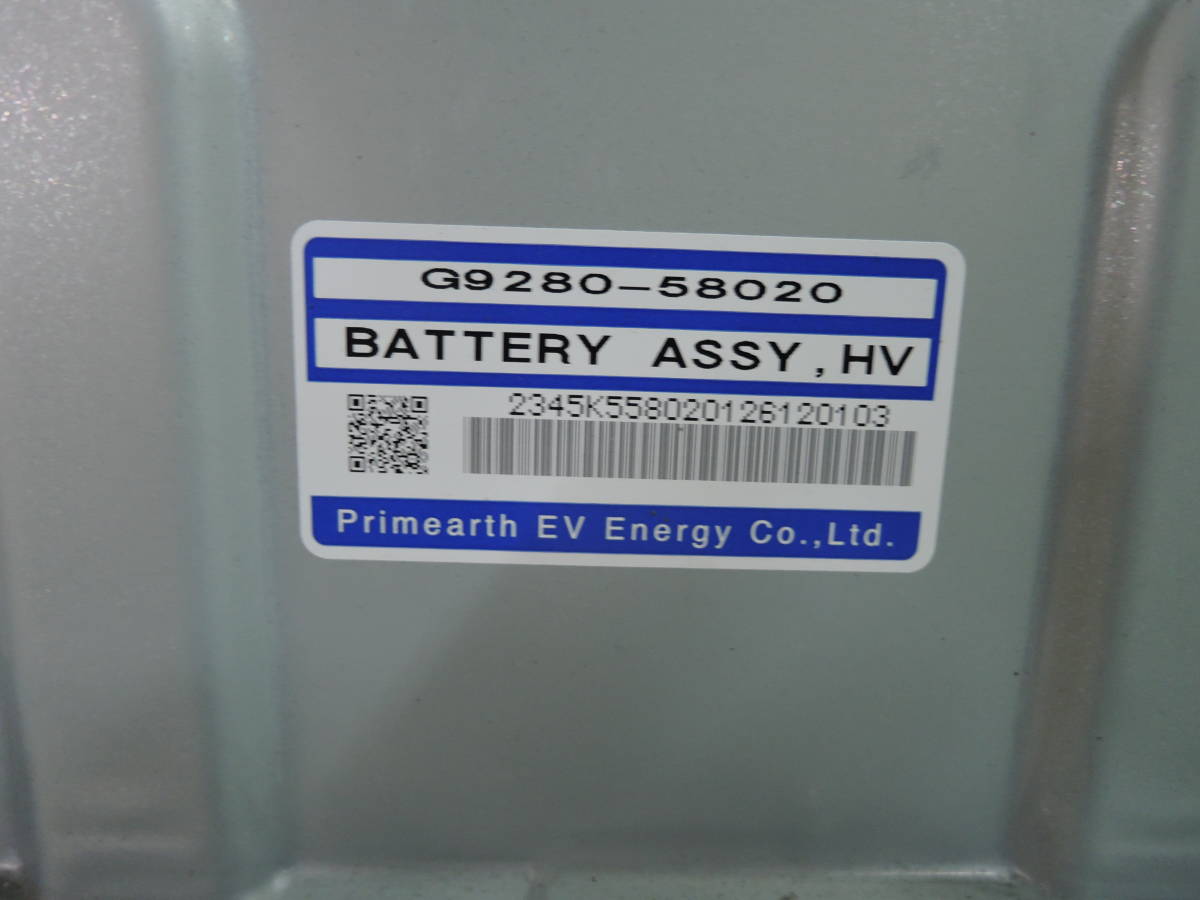 G9280-58020
BATTERY ASSY,HV
2345K558020126120103
Primearth EV Energy Co.,Ltd.